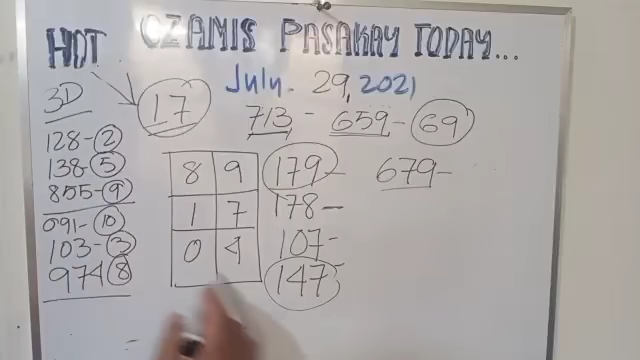 HOT OZAMIS PASAKAY TODAY...
July. 29, 2021
3D
17
713 - 659 - 69
128 - 2
138 - 5
855 - 9
091 - 10
103 - 3
974 8
8 9
1 7
0 4
179 -
178 -
107 -
147
679 -